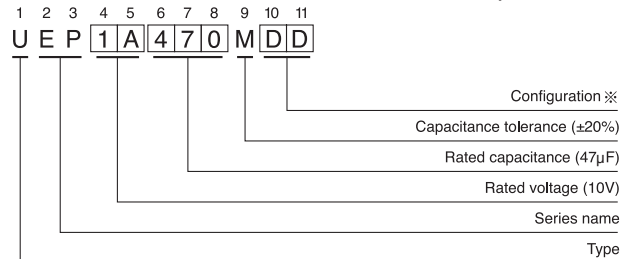 1 2 3 4 5 6 7 8 9 10 11
U E P 1 A 4 7 0 M D D
Configuration ※
Capacitance tolerance (±20%)
Rated capacitance (47µF)
Rated voltage (10V)
Series name
Type